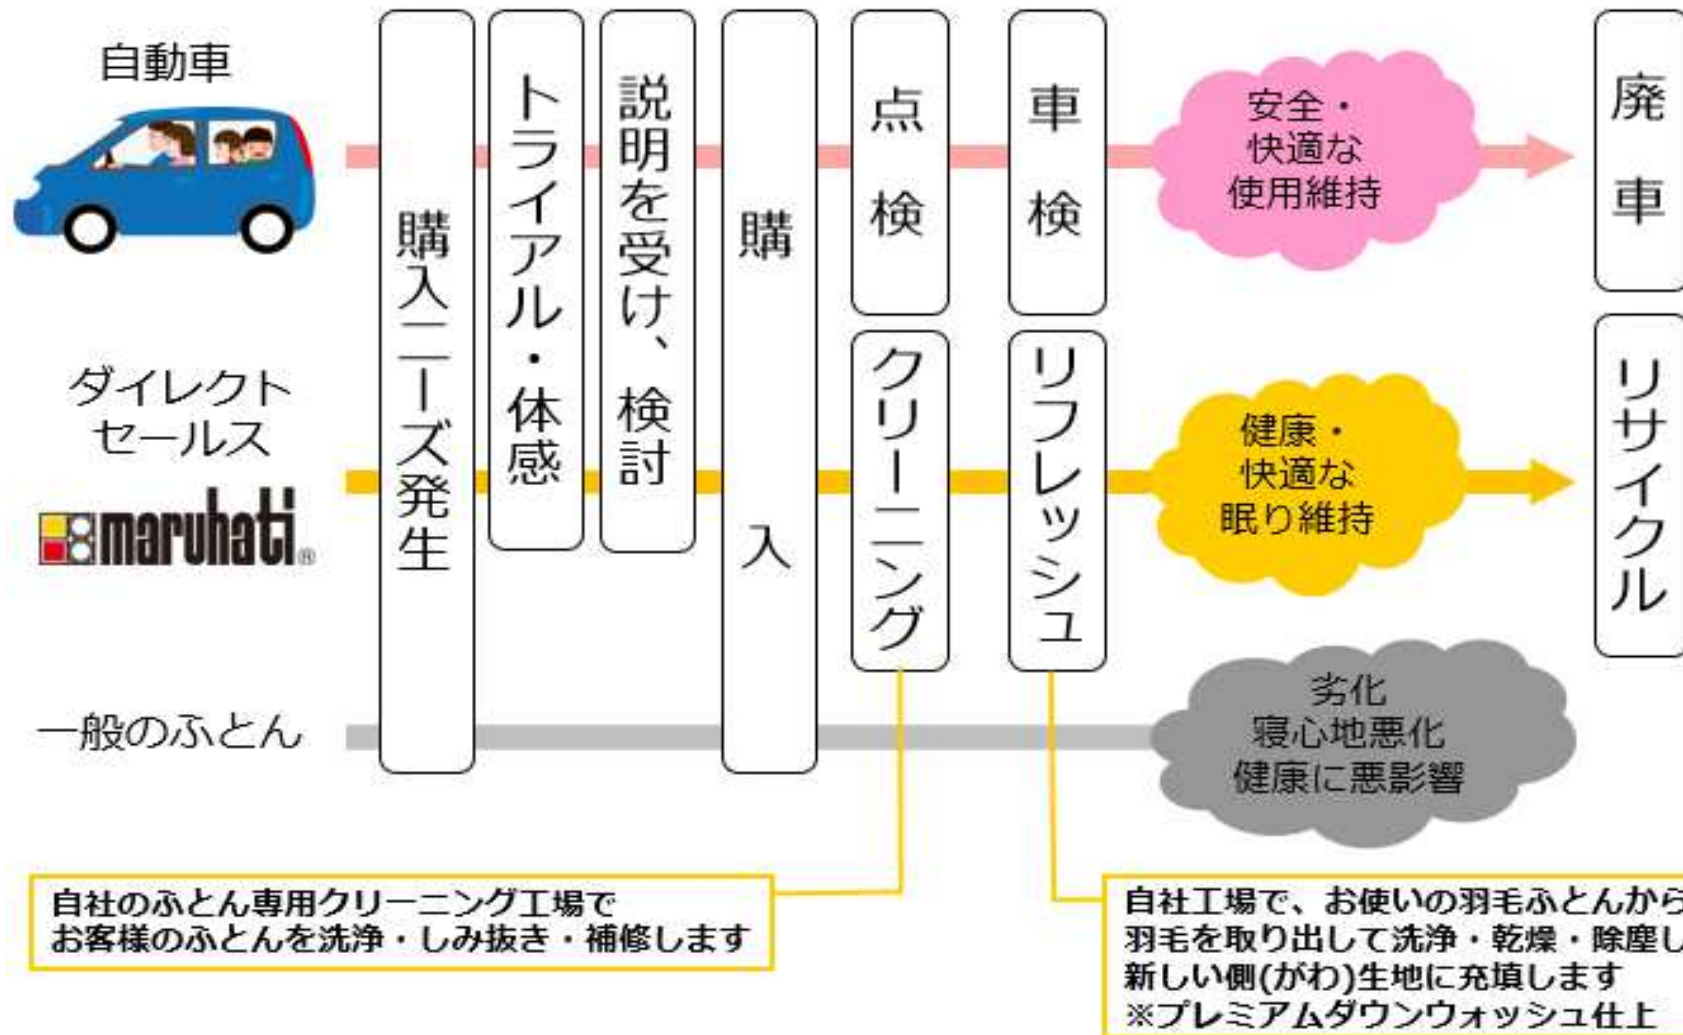 自動車
ダイレクト
セールス
maruhati®
一般のふとん
購入ニーズ発生
トライアル・体感
説明を受け、検討
購入
点検
車検
クリーニング
リフレッシュ
安全・
快適な
使用維持
健康・
快適な
眠り維持
劣化
寝心地悪化
健康に悪影響
廃車
リサイクル
自社のふとん専用クリーニング工場で
お客様のふとんを洗浄・しみ抜き・補修します
自社工場で、お使いの羽毛ふとんから
羽毛を取り出して洗浄・乾燥・除塵し
新しい側(がわ)生地に充填します
※プレミアムダウンウォッシュ仕上